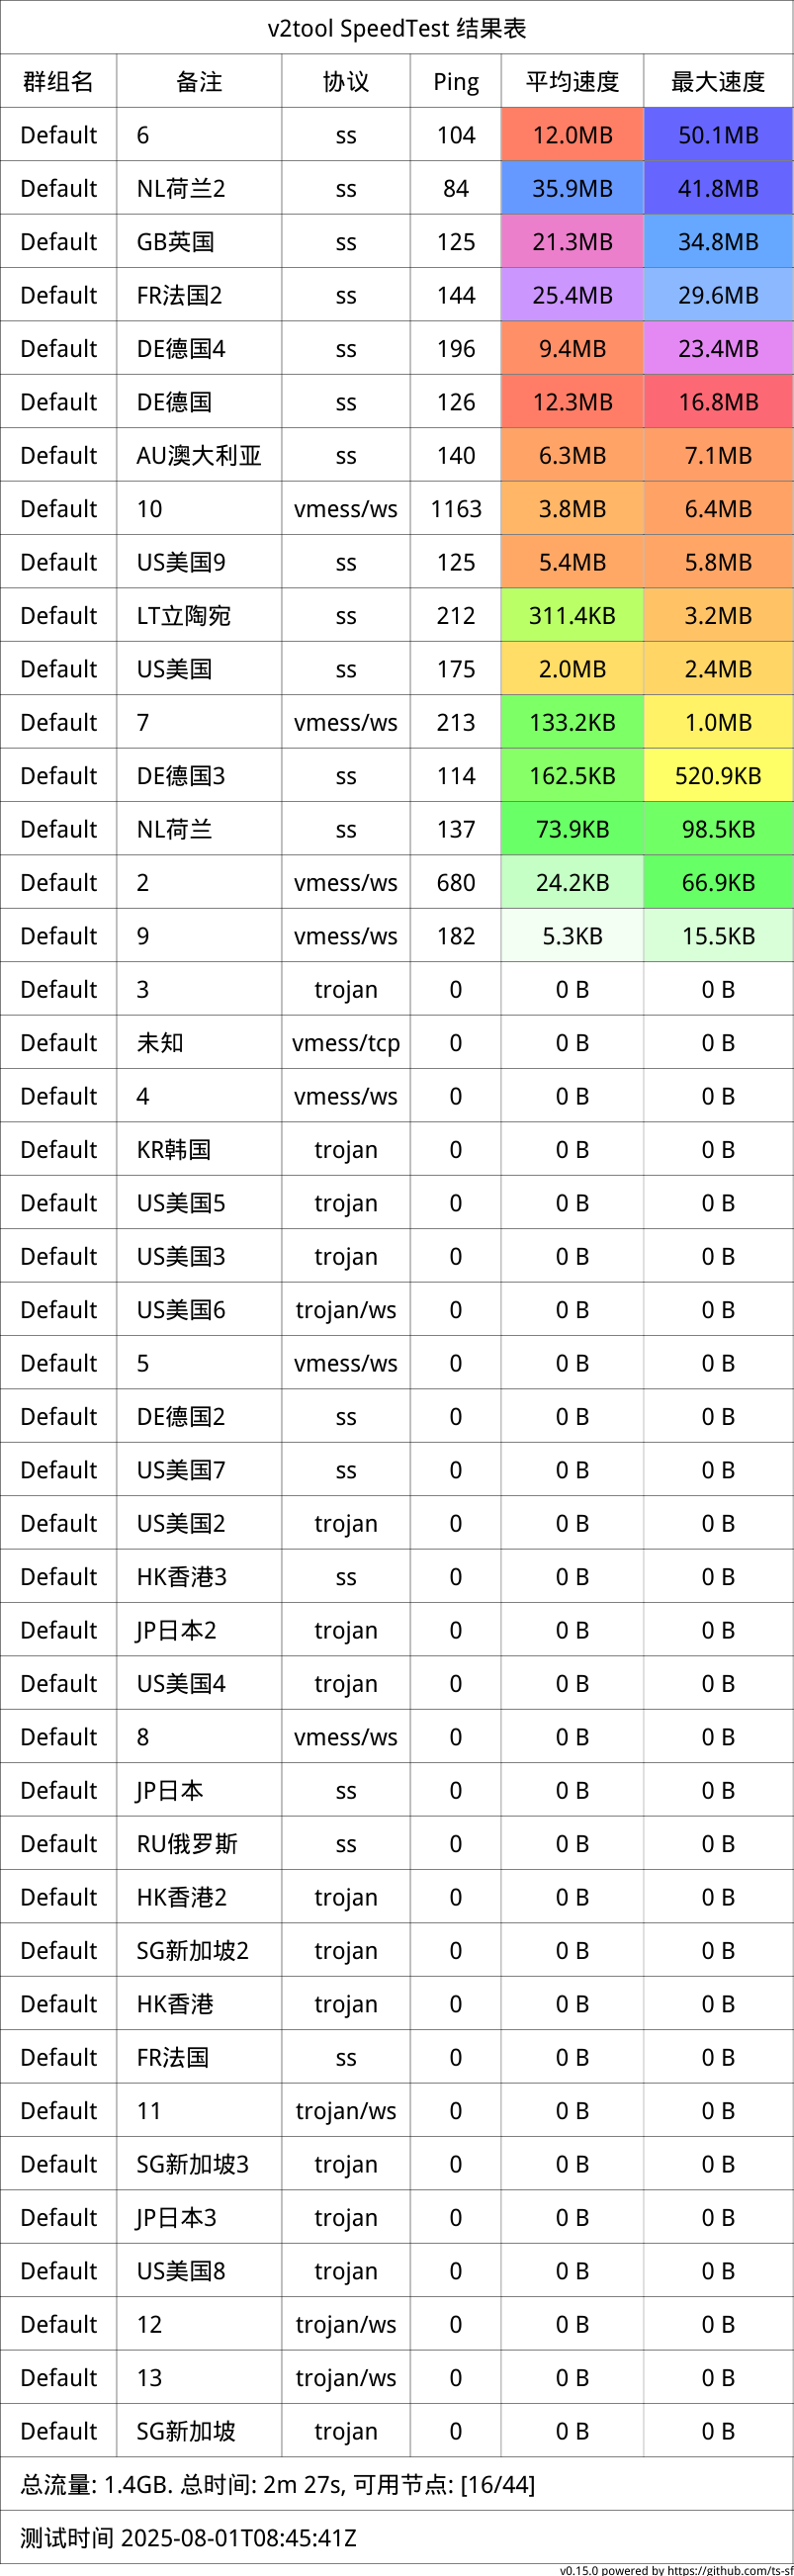 v2tool SpeedTest 结果表
群组名 备注 协议 Ping 平均速度 最大速度
Default 6 ss 104 12.0MB 50.1MB
Default NL荷兰2 ss 84 35.9MB 41.8MB
Default GB英国 ss 125 21.3MB 34.8MB
Default FR法国2 ss 144 25.4MB 29.6MB
Default DE德国4 ss 196 9.4MB 23.4MB
Default DE德国 ss 126 12.3MB 16.8MB
Default AU澳大利亚 ss 140 6.3MB 7.1MB
Default 10 vmess/ws 1163 3.8MB 6.4MB
Default US美国9 ss 125 5.4MB 5.8MB
Default LT立陶宛 ss 212 311.4KB 3.2MB
Default US美国 ss 175 2.0MB 2.4MB
Default 7 vmess/ws 213 133.2KB 1.0MB
Default DE德国3 ss 114 162.5KB 520.9KB
Default NL荷兰 ss 137 73.9KB 98.5KB
Default 2 vmess/ws 680 24.2KB 66.9KB
Default 9 vmess/ws 182 5.3KB 15.5KB
Default 3 trojan 0 0 B 0 B
Default 未知 vmess/tcp 0 0 B 0 B
Default 4 vmess/ws 0 0 B 0 B
Default KR韩国 trojan 0 0 B 0 B
Default US美国5 trojan 0 0 B 0 B
Default US美国3 trojan 0 0 B 0 B
Default US美国6 trojan/ws 0 0 B 0 B
Default 5 vmess/ws 0 0 B 0 B
Default DE德国2 ss 0 0 B 0 B
Default US美国7 ss 0 0 B 0 B
Default US美国2 trojan 0 0 B 0 B
Default HK香港3 ss 0 0 B 0 B
Default JP日本2 trojan 0 0 B 0 B
Default US美国4 trojan 0 0 B 0 B
Default 8 vmess/ws 0 0 B 0 B
Default JP日本 ss 0 0 B 0 B
Default RU俄罗斯 ss 0 0 B 0 B
Default HK香港2 trojan 0 0 B 0 B
Default SG新加坡2 trojan 0 0 B 0 B
Default HK香港 trojan 0 0 B 0 B
Default FR法国 ss 0 0 B 0 B
Default 11 trojan/ws 0 0 B 0 B
Default SG新加坡3 trojan 0 0 B 0 B
Default JP日本3 trojan 0 0 B 0 B
Default US美国8 trojan 0 0 B 0 B
Default 12 trojan/ws 0 0 B 0 B
Default 13 trojan/ws 0 0 B 0 B
Default SG新加坡 trojan 0 0 B 0 B
总流量: 1.4GB. 总时间: 2m 27s, 可用节点: [16/44]
测试时间 2025-08-01T08:45:41Z
v0.15.0 powered by https://github.com/ts-sf